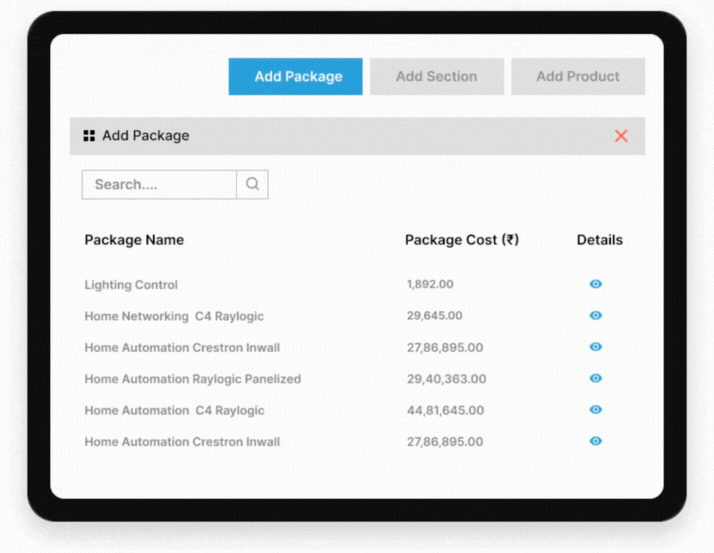 Add Package Add Section Add Product
Add Package
Search....
Package Name Package Cost (₹) Details
Lighting Control 1,892.00
Home Networking C4 Raylogic 29,645.00
Home Automation Crestron Inwall 27,86,895.00
Home Automation Raylogic Panelized 29,40,363.00
Home Automation C4 Raylogic 44,81,645.00
Home Automation Crestron Inwall 27,86,895.00